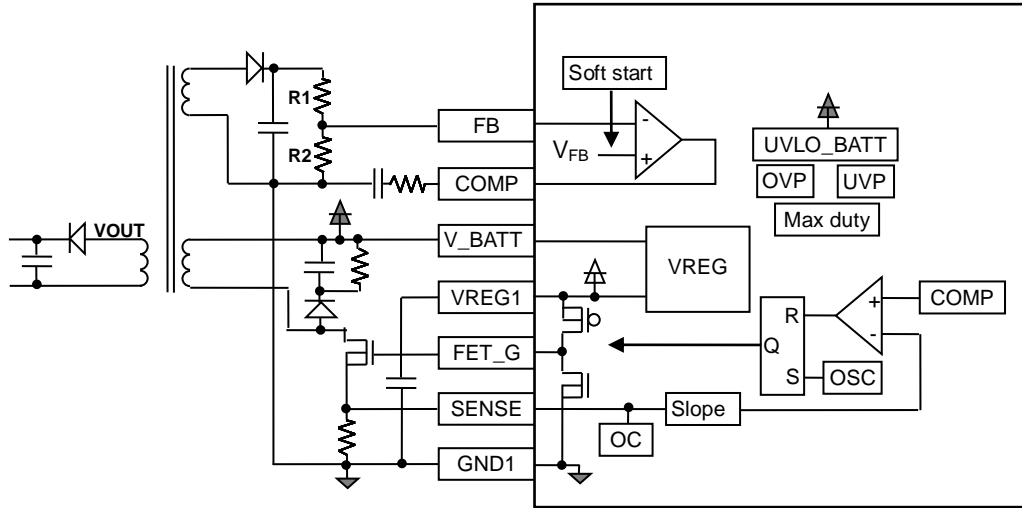 Soft start
R1
FB
-
VFB
+
UVLO_BATT
R2
COMP
OVP
UVP
Max duty
VOUT
V_BATT
VREG
VREG1
+
COMP
R
-
Q
FET_G
S
OSC
SENSE
Slope
OC
GND1